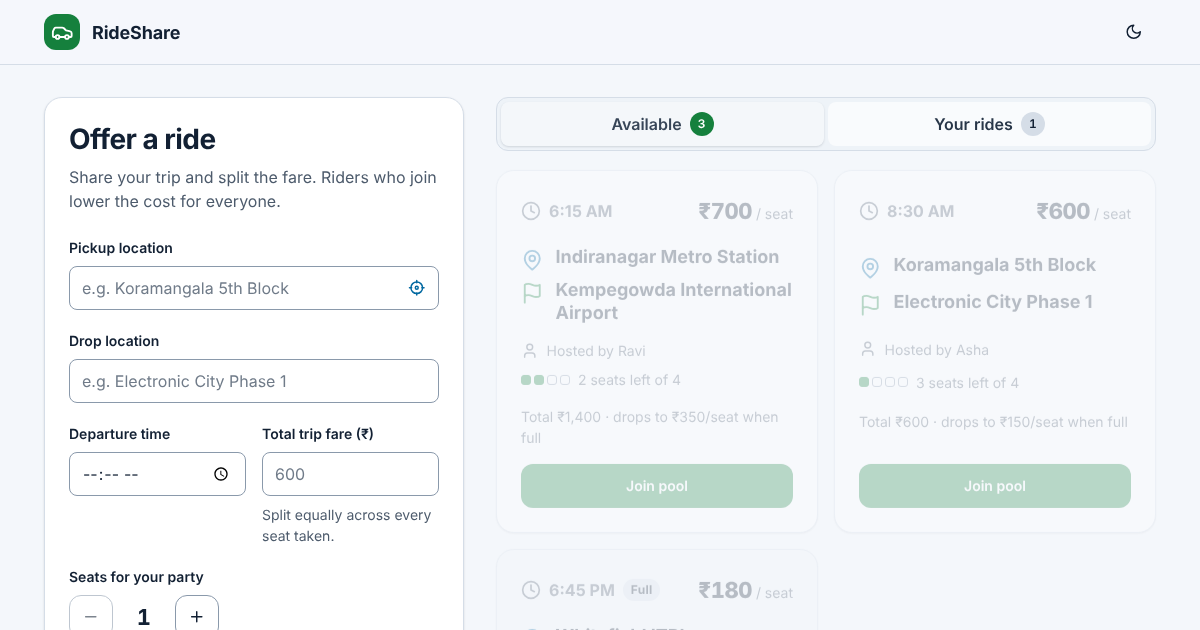 RideShare
Offer a ride
Share your trip and split the fare. Riders who join
lower the cost for everyone.
Pickup location
e.g. Koramangala 5th Block
Drop location
e.g. Electronic City Phase 1
Departure time
--:-- --
Total trip fare (₹)
600
Split equally across every
seat taken.
Seats for your party
− 1 +
Available 3
Your rides 1
6:15 AM
₹700 / seat
Indiranagar Metro Station
Kempegowda International
Airport
Hosted by Ravi
2 seats left of 4
Total ₹1,400 · drops to ₹350/seat when
full
Join pool
8:30 AM
₹600 / seat
Koramangala 5th Block
Electronic City Phase 1
Hosted by Asha
3 seats left of 4
Total ₹600 · drops to ₹150/seat when full
Join pool
6:45 PM Full
₹180 / seat